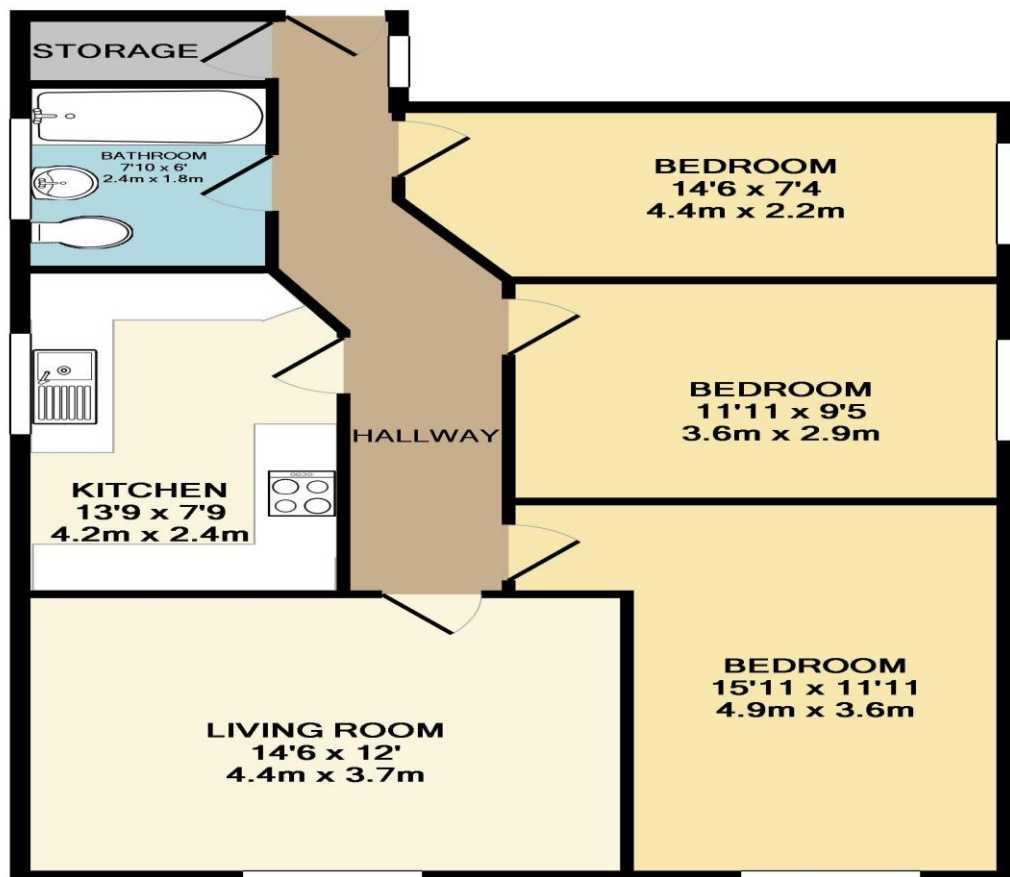 STORAGE
BATHROOM
7'10 x 6'
2.4m x 1.8m
BEDROOM
14'6 x 7'4
4.4m x 2.2m
BEDROOM
11'11 x 9'5
3.6m x 2.9m
HALLWAY
KITCHEN
13'9 x 7'9
4.2m x 2.4m
BEDROOM
15'11 x 11'11
4.9m x 3.6m
LIVING ROOM
14'6 x 12'
4.4m x 3.7m